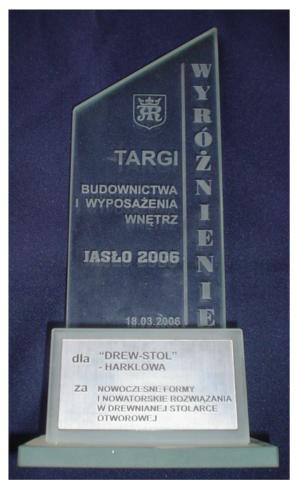 TARGI
BUDOWNICTWA
I WYPOSAŻENIA
WNĘTRZ
JASŁO 2006
18.03.2006
WYRÓŻNIENIE
dla "DREW-STOL"
- HARKLOWA
za NOWOCZESNE FORMY
I NOWATORSKIE ROZWIĄZANIA
W DREWNIANEJ STOLARCE
OTWOROWEJ